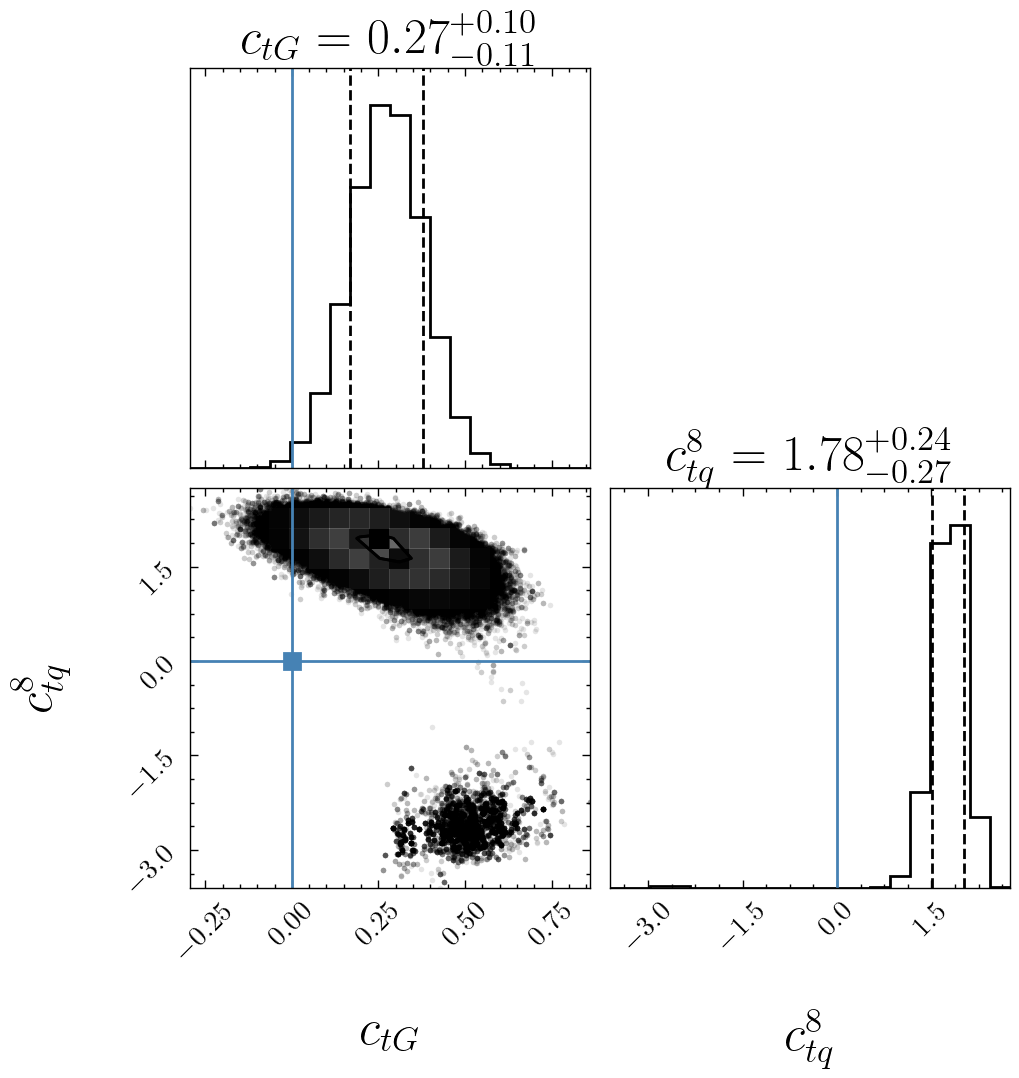 c_{tG} = 0.27^{+0.10}_{-0.11}
c^8_{tq} = 1.78^{+0.24}_{-0.27}
c^8_{tq}
1.5
0.0
−1.5
−3.0
−0.25 0.00 0.25 0.50 0.75
−3.0 −1.5 0.0 1.5
c_{tG}
c^8_{tq}